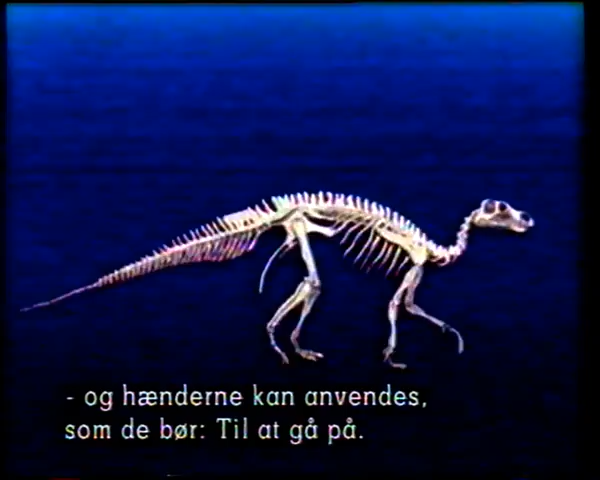 - og hænderne kan anvendes,
som de bør: Til at gå på.